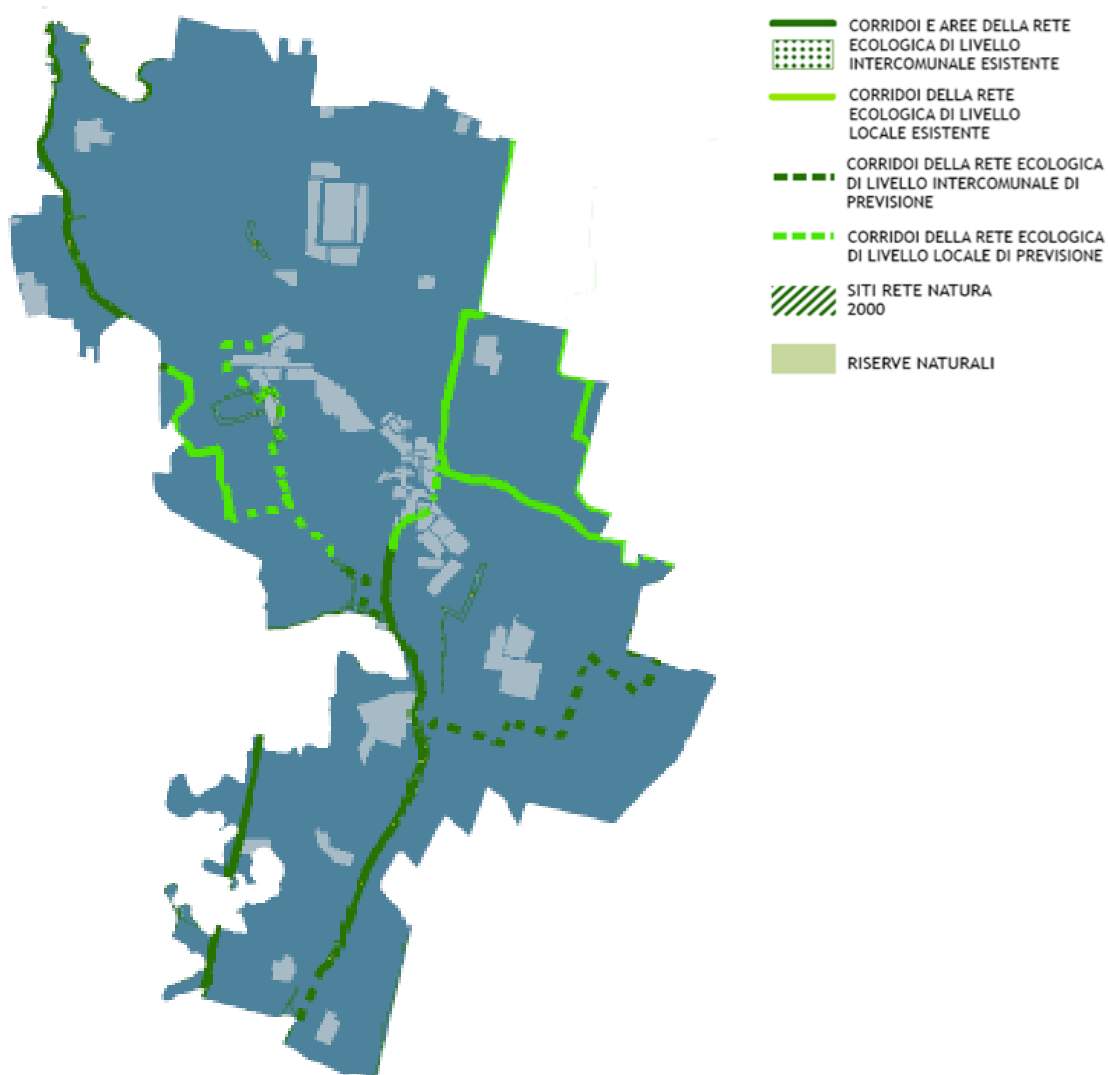 CORRIDOI E AREE DELLA RETE
ECOLOGICA DI LIVELLO
INTERCOMUNALE ESISTENTE
CORRIDOI DELLA RETE
ECOLOGICA DI LIVELLO
LOCALE ESISTENTE
CORRIDOI DELLA RETE ECOLOGICA
DI LIVELLO INTERCOMUNALE DI
PREVISIONE
CORRIDOI DELLA RETE ECOLOGICA
DI LIVELLO LOCALE DI PREVISIONE
SITI RETE NATURA
2000
RISERVE NATURALI